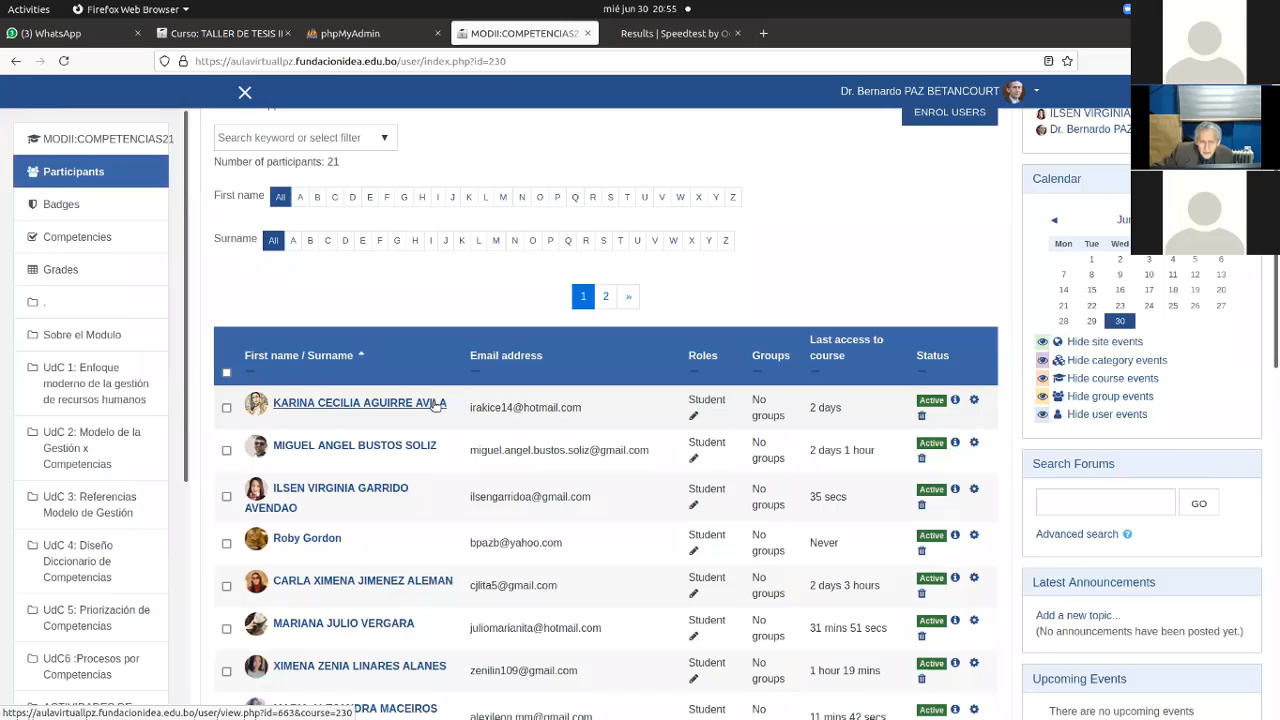 Activities
Firefox Web Browser
mié jun 30 20:55
(3) WhatsApp
Curso: TALLER DE TESIS II
phpMyAdmin
MODII:COMPETENCIAS2
Results | Speedtest by O
https://aulavirtuallpz.fundacionidea.edu.bo/user/index.php?id=230
Dr. Bernardo PAZ BETANCOURT
MODII:COMPETENCIAS21
Participants
Badges
Competencies
Grades
.
Sobre el Modulo
UdC 1: Enfoque
moderno de la gestión
de recursos humanos
UdC 2: Modelo de la
Gestión x
Competencias
UdC 3: Referencias
Modelo de Gestión
UdC 4: Diseño
Diccionario de
Competencias
UdC 5: Priorización de
Competencias
UdC6 :Procesos por
Competencias
ACTIVIDADES DE
ENROL USERS
Search keyword or select filter
Number of participants: 21
First name All A B C D E F G H I J K L M N O P Q R S T U V W X Y Z
Surname All A B C D E F G H I J K L M N O P Q R S T U V W X Y Z
1 2 »
First name / Surname Email address Roles Groups Last access to course Status
KARINA CECILIA AGUIRRE AVILA irakice14@hotmail.com Student No groups 2 days Active
MIGUEL ANGEL BUSTOS SOLIZ miguel.angel.bustos.soliz@gmail.com Student No groups 2 days 1 hour Active
ILSEN VIRGINIA GARRIDO AVENDAO ilsengarridoa@gmail.com Student No groups 35 secs Active
Roby Gordon bpazb@yahoo.com Student No groups Never Active
CARLA XIMENA JIMENEZ ALEMAN cjlita5@gmail.com Student No groups 2 days 3 hours Active
MARIANA JULIO VERGARA juliomarianita@hotmail.com Student No groups 31 mins 51 secs Active
XIMENA ZENIA LINARES ALANES zenilin109@gmail.com Student No groups 1 hour 19 mins Active
MACEIROS 11 mins 42 secs
ILSEN VIRGINIA
Dr. Bernardo PAZ
Calendar
Mon Tue Wed
1 2 3 4 5 6
7 8 9 10 11 12 13
14 15 16 17 18 19 20
21 22 23 24 25 26 27
28 29 30
Hide site events
Hide category events
Hide course events
Hide group events
Hide user events
Search Forums
GO
Advanced search
Latest Announcements
Add a new topic...
(No announcements have been posted yet.)
Upcoming Events
There are no upcoming events
https://aulavirtuallpz.fundacionidea.edu.bo/user/view.php?id=663&course=230